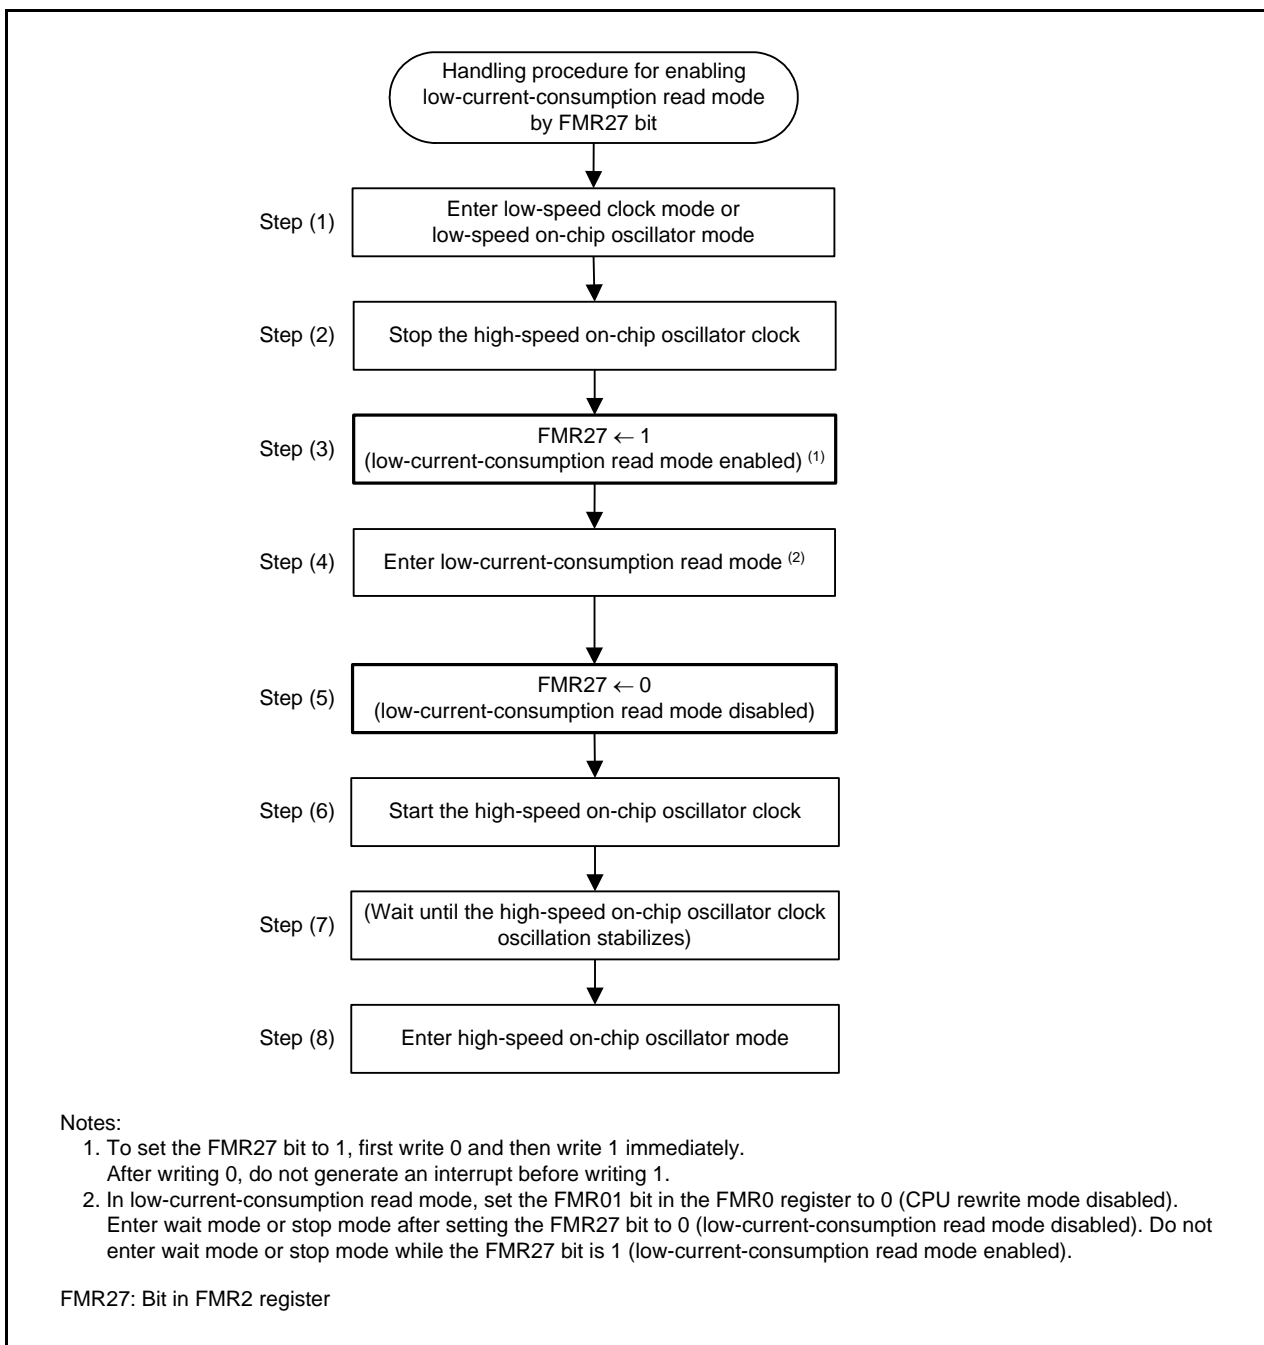 Handling procedure for enabling
low-current-consumption read mode
by FMR27 bit
Step (1)
Enter low-speed clock mode or
low-speed on-chip oscillator mode
Step (2)
Stop the high-speed on-chip oscillator clock
Step (3)
FMR27 ← 1
(low-current-consumption read mode enabled) (1)
Step (4)
Enter low-current-consumption read mode (2)
Step (5)
FMR27 ← 0
(low-current-consumption read mode disabled)
Step (6)
Start the high-speed on-chip oscillator clock
Step (7)
(Wait until the high-speed on-chip oscillator clock
oscillation stabilizes)
Step (8)
Enter high-speed on-chip oscillator mode
Notes:
1. To set the FMR27 bit to 1, first write 0 and then write 1 immediately.
After writing 0, do not generate an interrupt before writing 1.
2. In low-current-consumption read mode, set the FMR01 bit in the FMR0 register to 0 (CPU rewrite mode disabled).
Enter wait mode or stop mode after setting the FMR27 bit to 0 (low-current-consumption read mode disabled). Do not
enter wait mode or stop mode while the FMR27 bit is 1 (low-current-consumption read mode enabled).
FMR27: Bit in FMR2 register